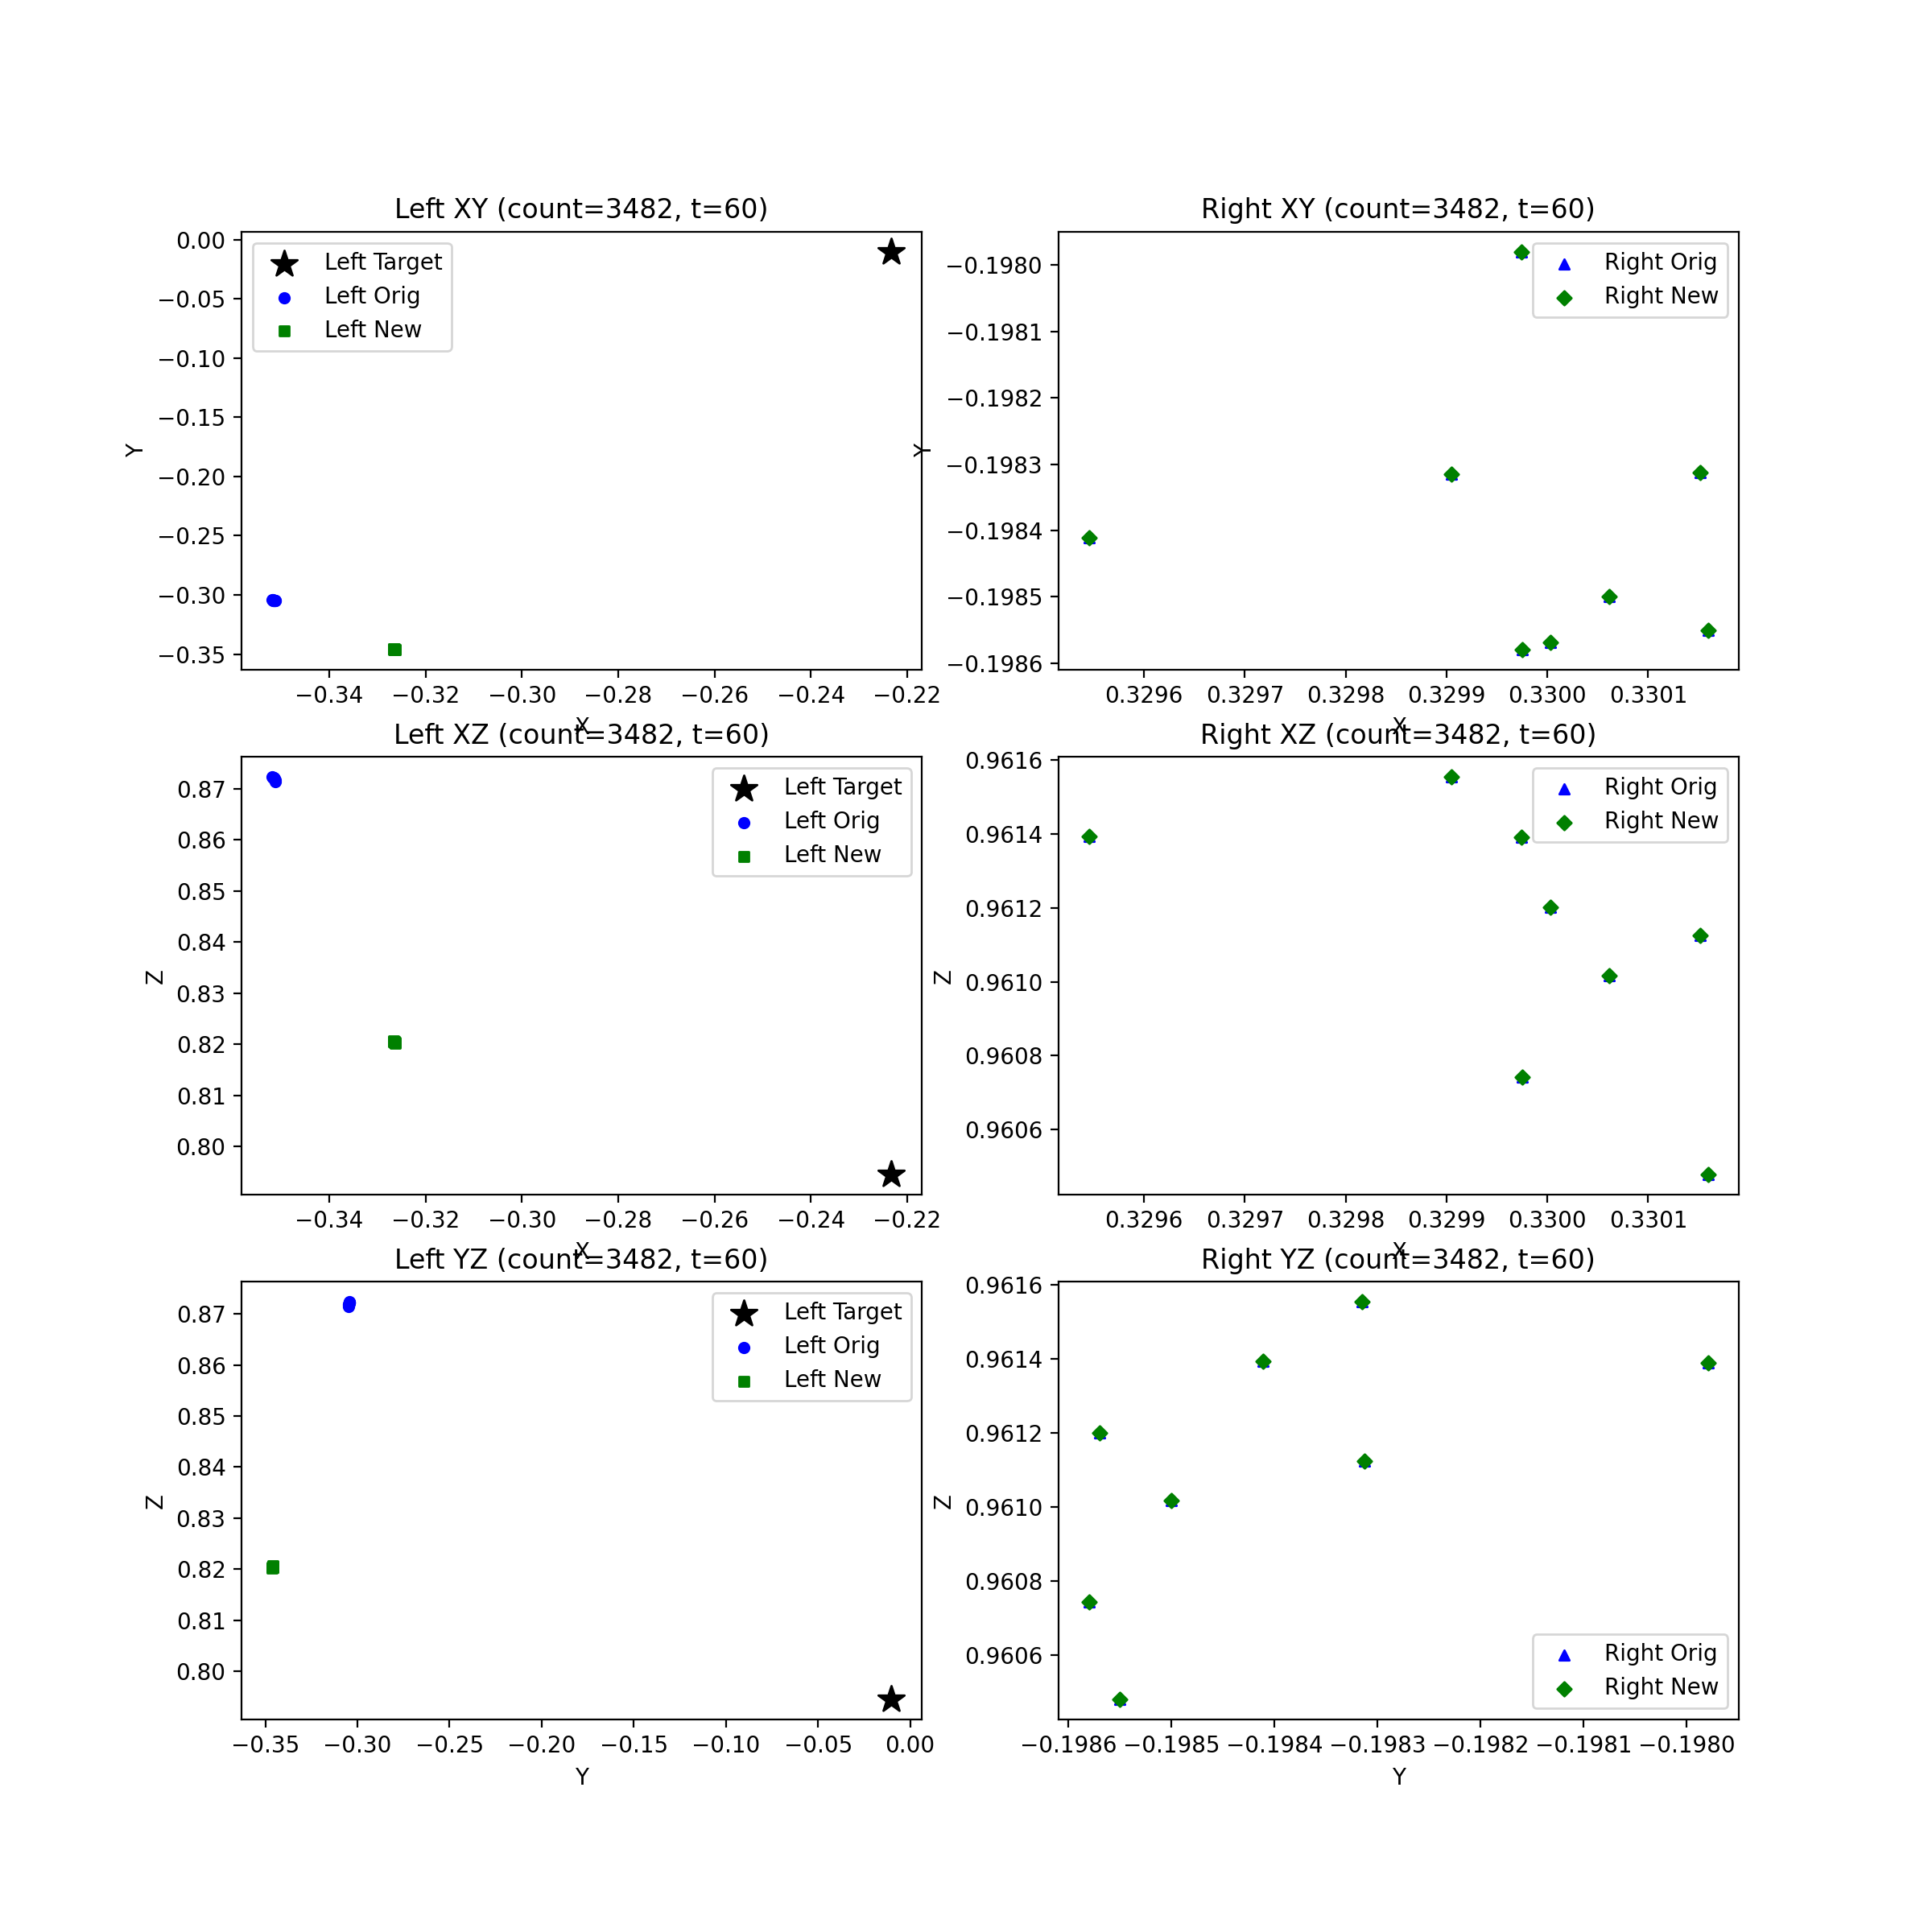 Left XY (count=3482, t=60)
0.00
−0.05
−0.10
−0.15
−0.20
−0.25
−0.30
−0.35
Y
Left Target
Left Orig
Left New
−0.34 −0.32 −0.30 −0.28 −0.26 −0.24 −0.22
X
Right XY (count=3482, t=60)
−0.1980
−0.1981
−0.1982
−0.1983
−0.1984
−0.1985
−0.1986
Y
Right Orig
Right New
0.3296 0.3297 0.3298 0.3299 0.3300 0.3301
X
Left XZ (count=3482, t=60)
0.87
0.86
0.85
0.84
0.83
0.82
0.81
0.80
Z
Left Target
Left Orig
Left New
−0.34 −0.32 −0.30 −0.28 −0.26 −0.24 −0.22
X
Right XZ (count=3482, t=60)
0.9616
0.9614
0.9612
0.9610
0.9608
0.9606
Z
Right Orig
Right New
0.3296 0.3297 0.3298 0.3299 0.3300 0.3301
X
Left YZ (count=3482, t=60)
0.87
0.86
0.85
0.84
0.83
0.82
0.81
0.80
Z
Left Target
Left Orig
Left New
−0.35 −0.30 −0.25 −0.20 −0.15 −0.10 −0.05 0.00
Y
Right YZ (count=3482, t=60)
0.9616
0.9614
0.9612
0.9610
0.9608
0.9606
Z
Right Orig
Right New
−0.1986 −0.1985 −0.1984 −0.1983 −0.1982 −0.1981 −0.1980
Y